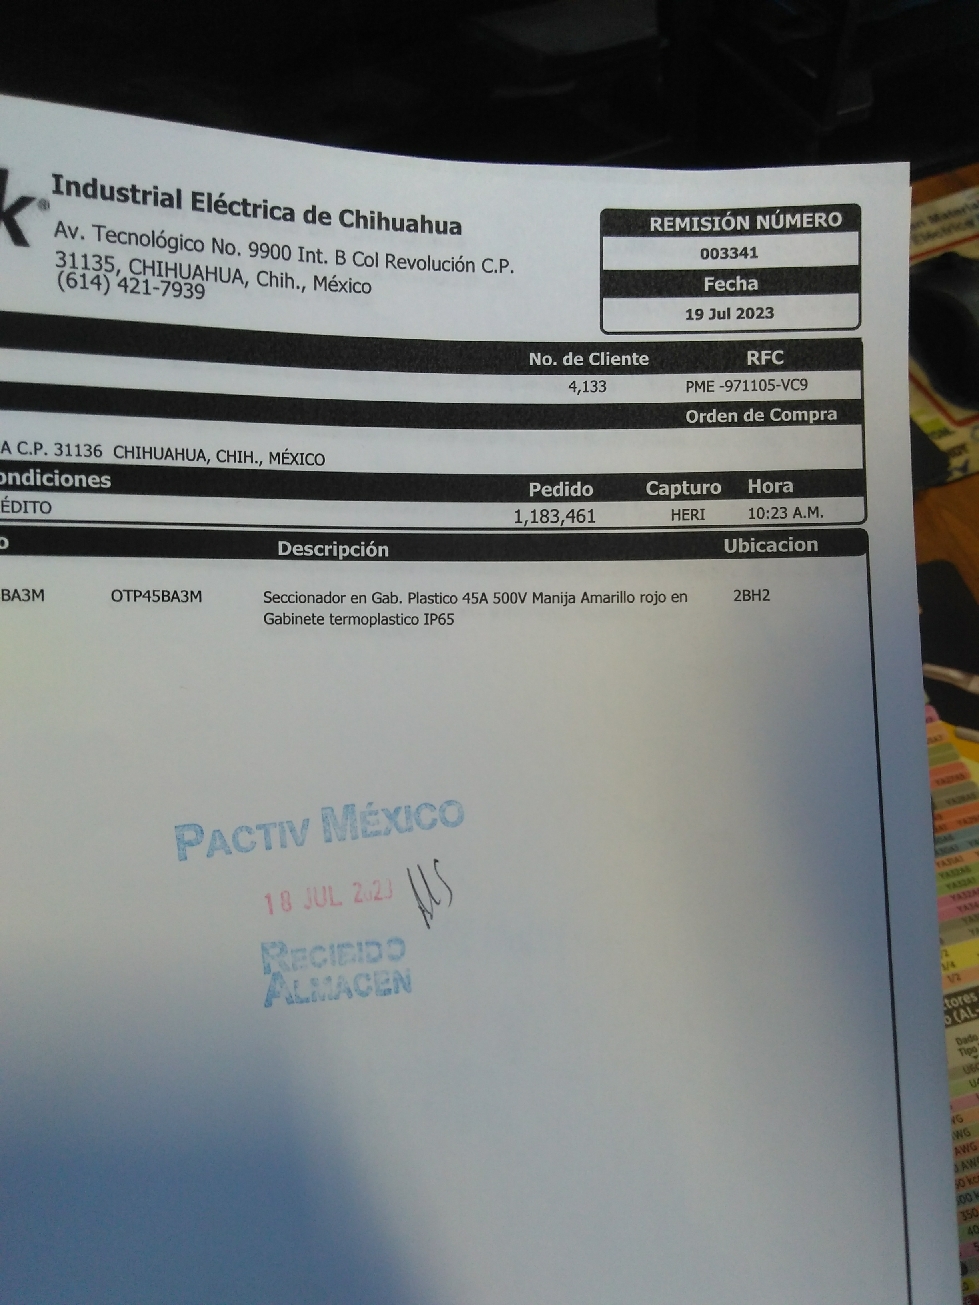 k®
Industrial Eléctrica de Chihuahua
Av. Tecnológico No. 9900 Int. B Col Revolución C.P.
31135, CHIHUAHUA, Chih., México
(614) 421-7939
REMISIÓN NÚMERO
003341
Fecha
19 Jul 2023
No. de Cliente RFC
4,133 PME -971105-VC9
Orden de Compra
A C.P. 31136 CHIHUAHUA, CHIH., MÉXICO
ondiciones Pedido Capturo Hora
ÉDITO 1,183,461 HERI 10:23 A.M.
o Descripción Ubicacion
BA3M OTP45BA3M Seccionador en Gab. Plastico 45A 500V Manija Amarillo rojo en 2BH2
Gabinete termoplastico IP65
PACTIV MÉXICO
18 JUL 2023
RECIBIDO
ALMACEN